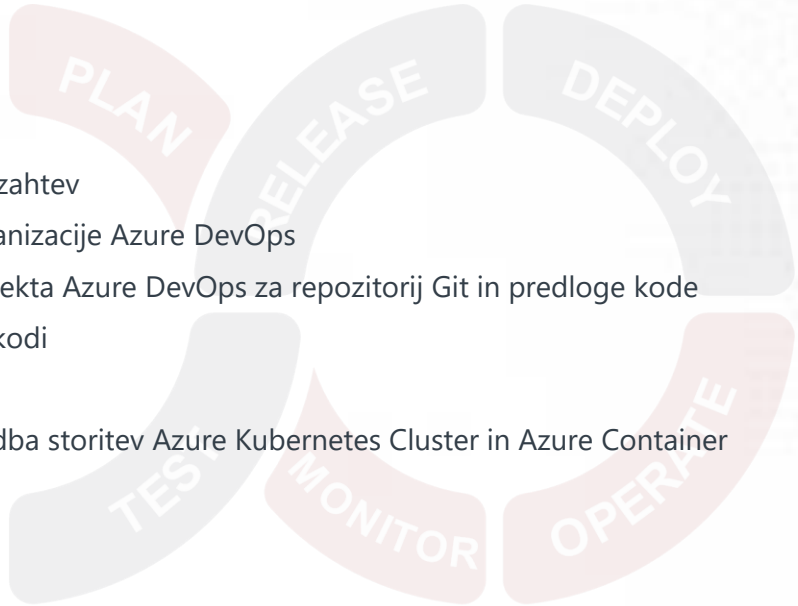 PLAN
RELEASE
DEPLOY
zahtev
anizacije Azure DevOps
ekta Azure DevOps za repozitorij Git in predloge kode
kodi
dba storitev Azure Kubernetes Cluster in Azure Container
TEST
MONITOR
OPERATE